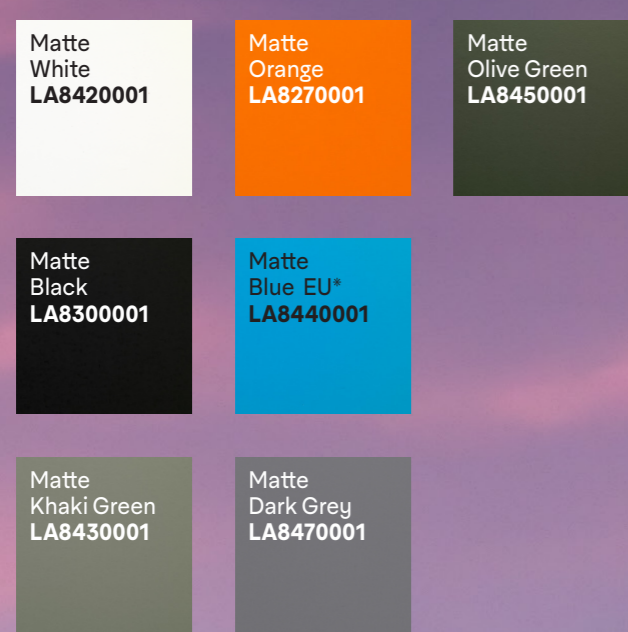 Matte
White
LA8420001
Matte
Orange
LA8270001
Matte
Olive Green
LA8450001
Matte
Black
LA8300001
Matte
Blue EU*
LA8440001
Matte
Khaki Green
LA8430001
Matte
Dark Grey
LA8470001